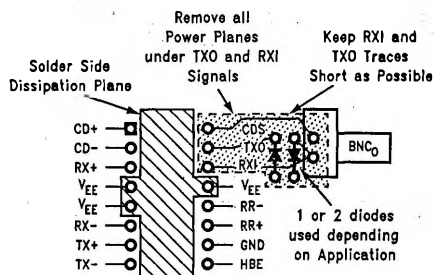 Remove all
Power Planes
under TXO and RXI
Signals
Keep RXI and
TXO Traces
Short as Possible
Solder Side
Dissipation Plane
CD+
CD-
RX+
VEE
VEE
RX-
TX+
TX-
CDS
TXO
RXI
VEE
RR-
RR+
GND
HBE
BNCO
1 or 2 diodes
used depending
on Application